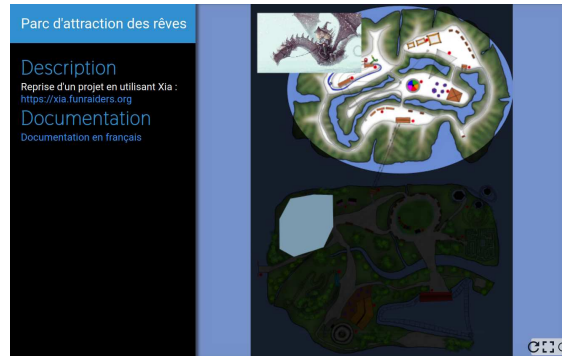 Parc d'attraction des rêves
Description
Reprise d'un projet en utilisant Xia :
https://xia.funraiders.org
Documentation
Documentation en français